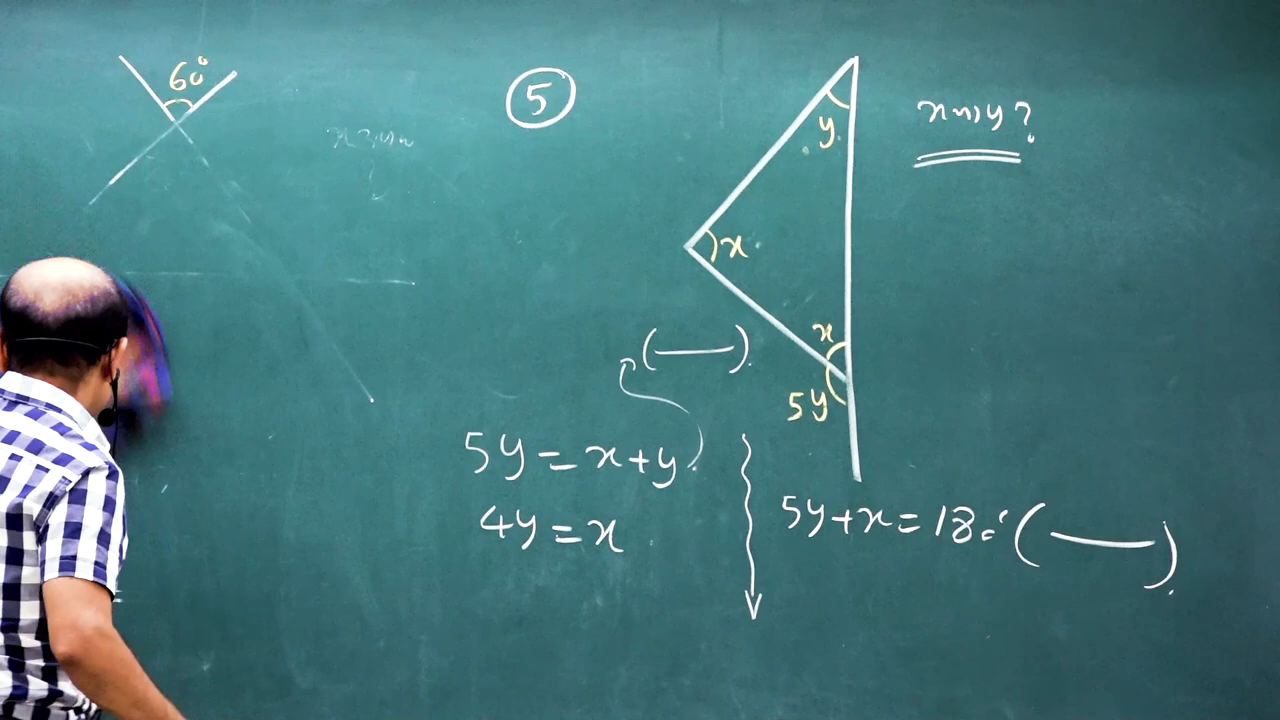 60°
5
y
x
x
5y
5y = x + y
4y = x
5y + x = 180° (—)
(—)